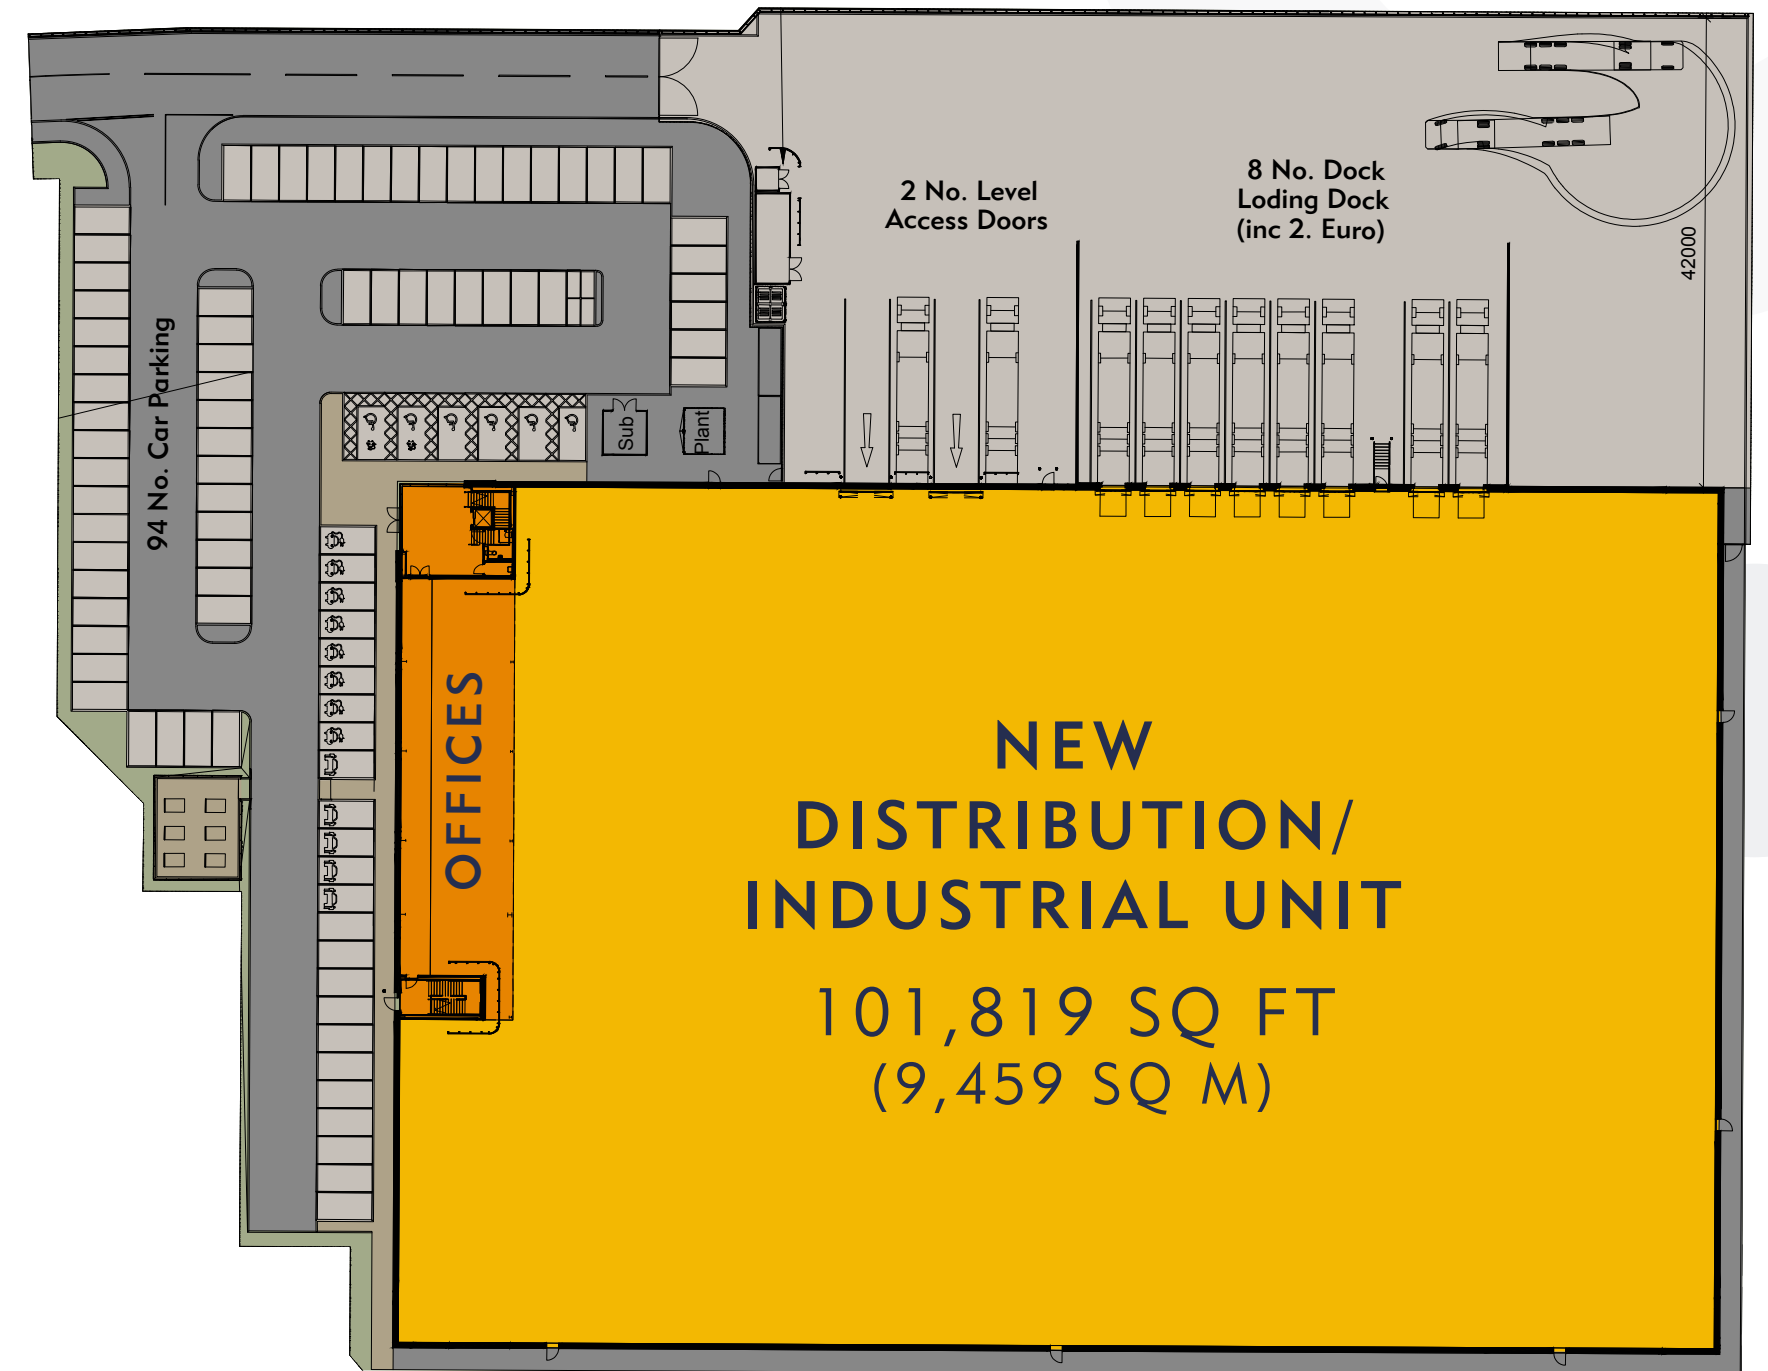 2 No. Level
Access Doors
8 No. Dock
Loding Dock
(inc 2. Euro)
42000
94 No. Car Parking
Sub
Plant
OFFICES
NEW
DISTRIBUTION/
INDUSTRIAL UNIT
101,819 SQ FT
(9,459 SQ M)